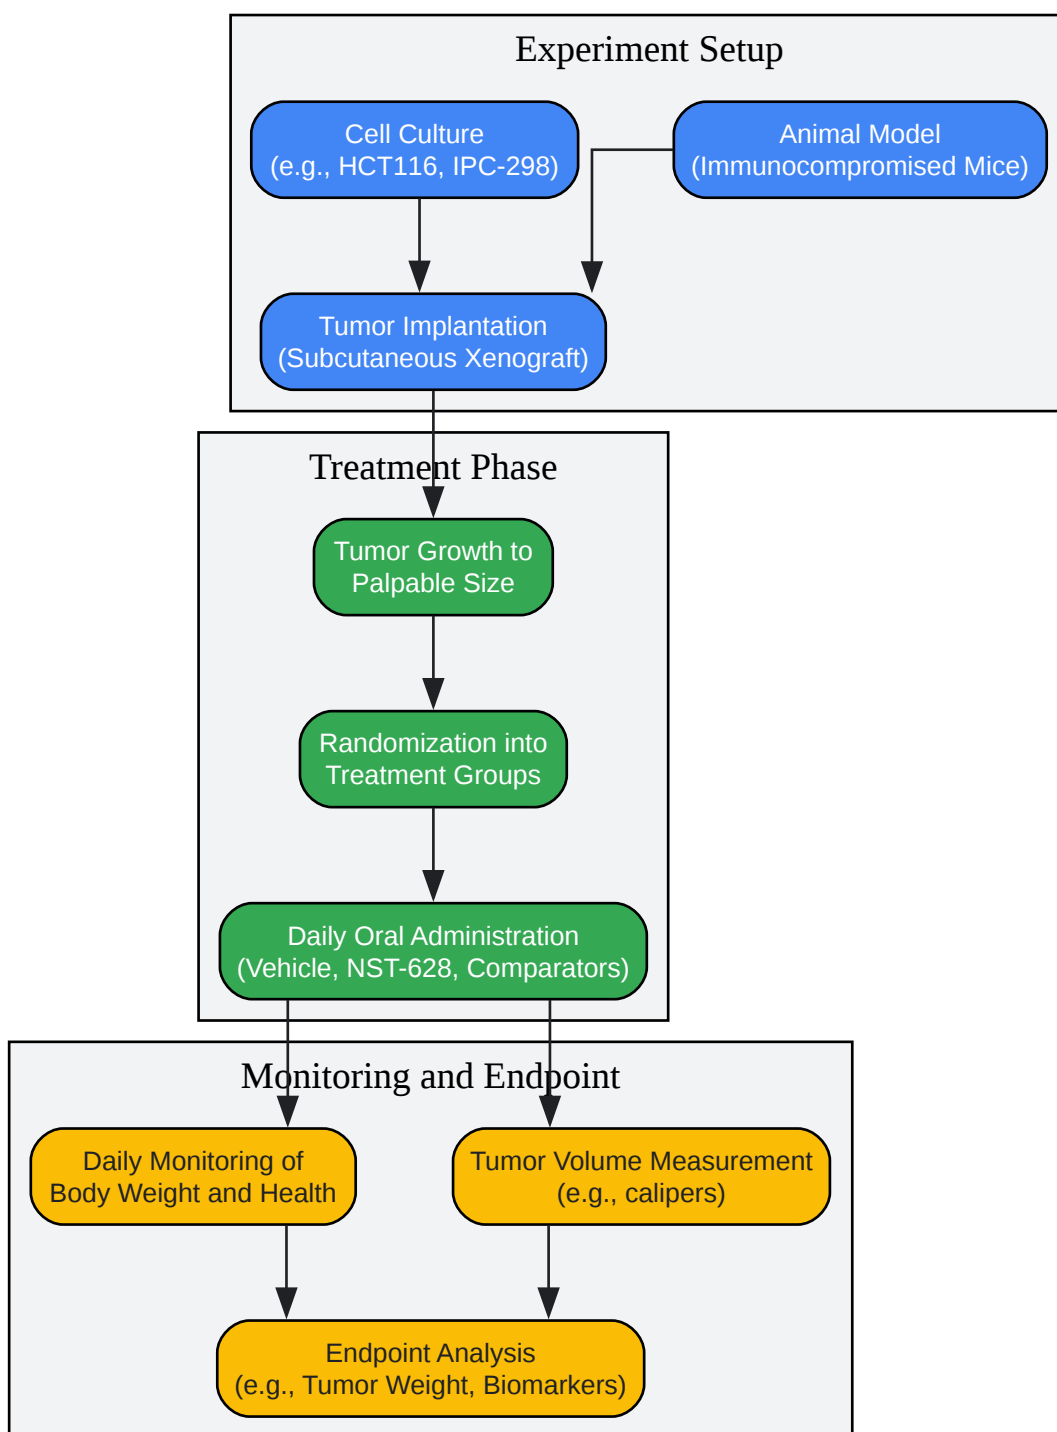 Experiment Setup
Cell Culture
(e.g., HCT116, IPC-298)
Animal Model
(Immunocompromised Mice)
Tumor Implantation
(Subcutaneous Xenograft)
Treatment Phase
Tumor Growth to
Palpable Size
Randomization into
Treatment Groups
Daily Oral Administration
(Vehicle, NST-628, Comparators)
Monitoring and Endpoint
Daily Monitoring of
Body Weight and Health
Tumor Volume Measurement
(e.g., calipers)
Endpoint Analysis
(e.g., Tumor Weight, Biomarkers)